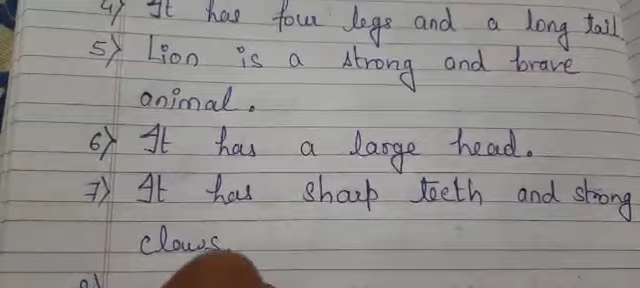 4) It has four legs and a long tail.
5) Lion is a strong and brave
animal.
6) It has a large head.
7) It has sharp teeth and strong
claws.